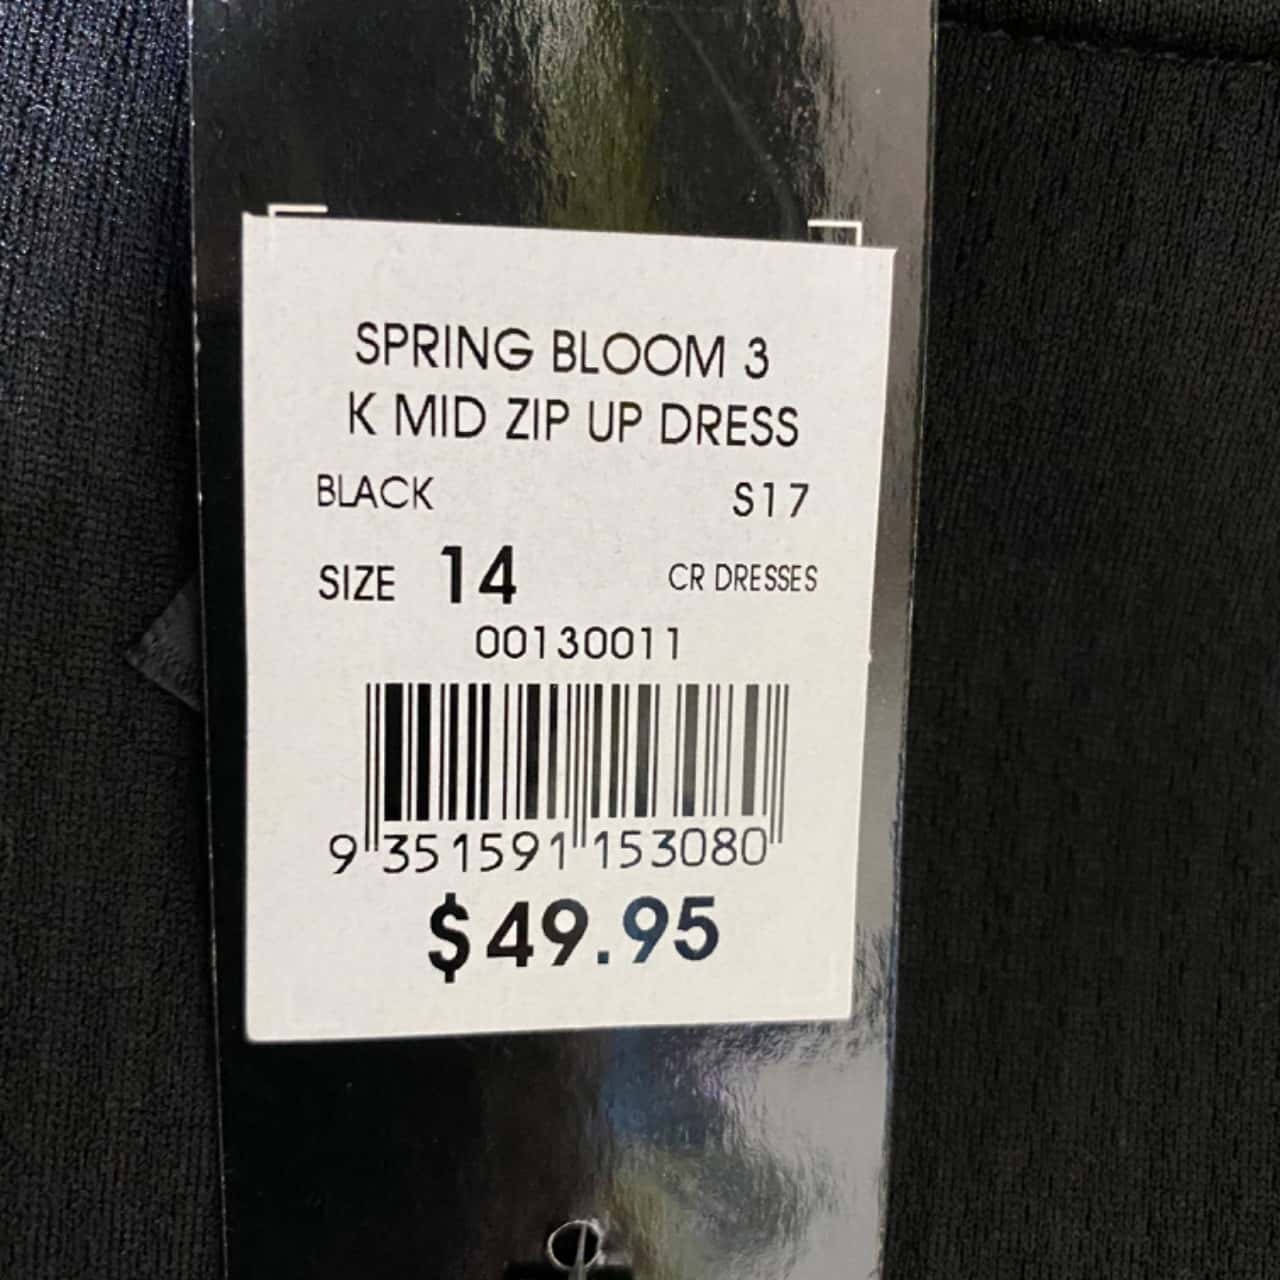 SPRING BLOOM 3
K MID ZIP UP DRESS
BLACK S17
SIZE 14 CR DRESSES
00130011
9 351591 153080
$49.95